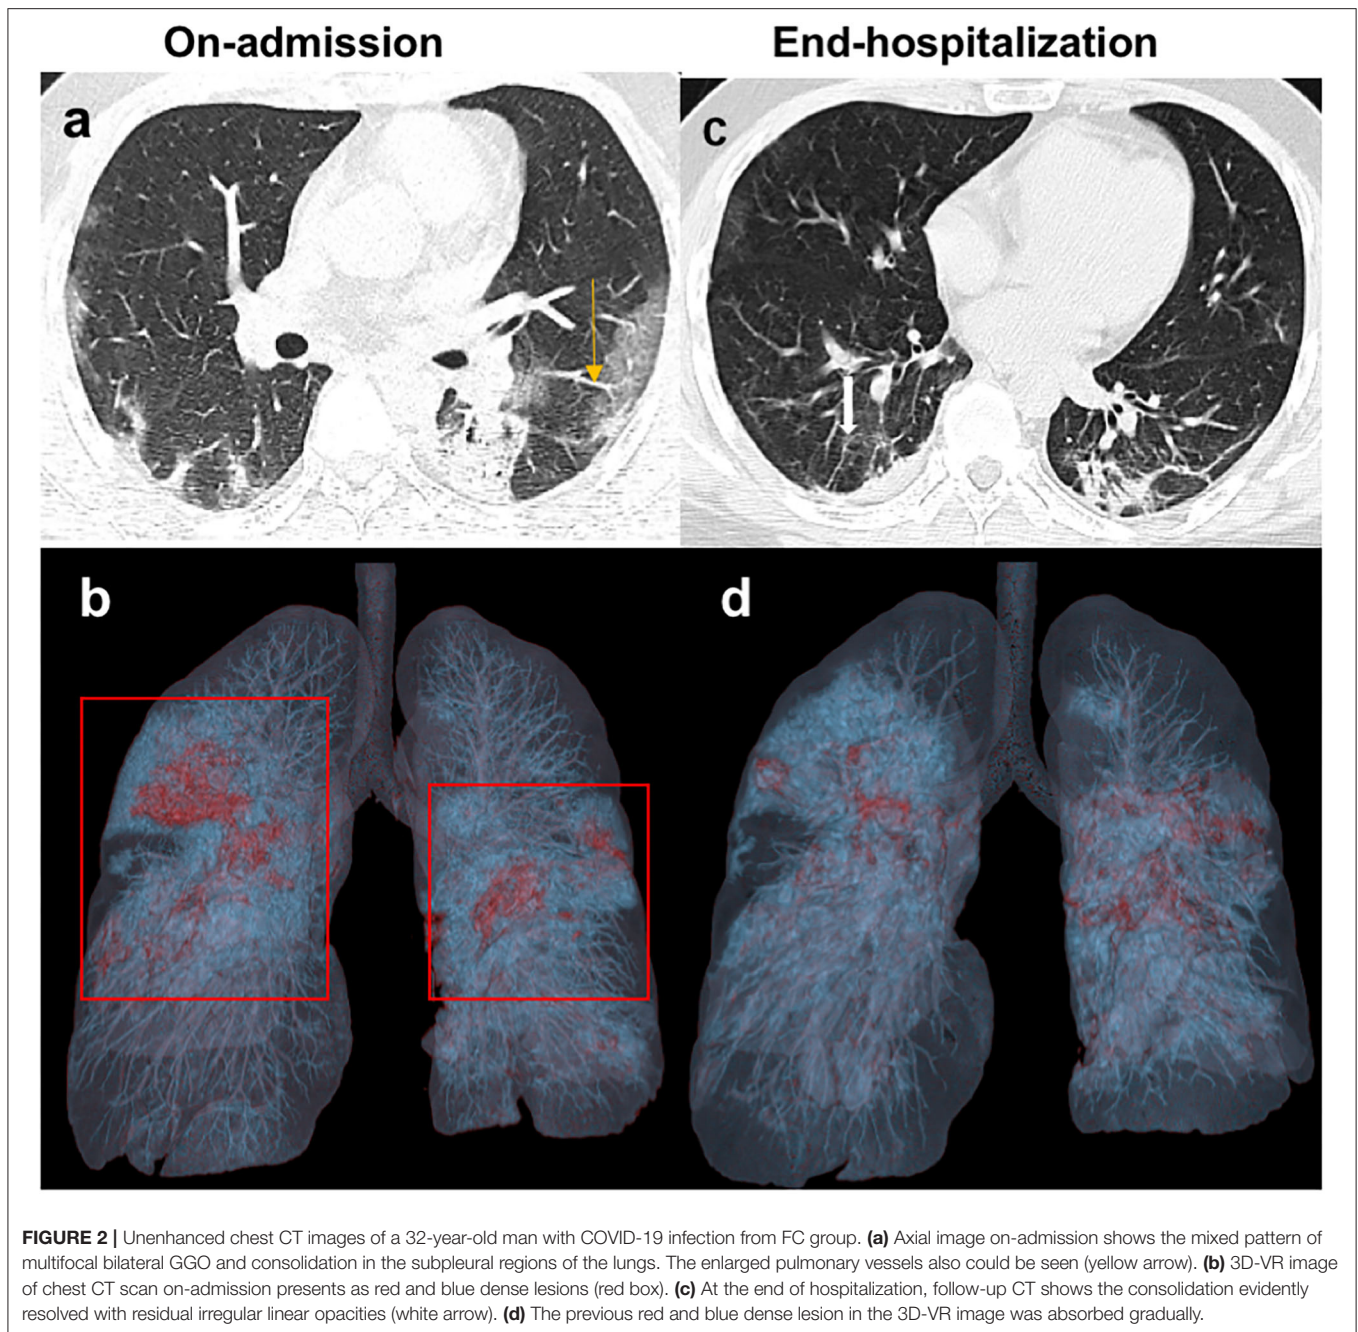 On-admission
End-hospitalization
a
c
b
d
FIGURE 2 | Unenhanced chest CT images of a 32-year-old man with COVID-19 infection from FC group. (a) Axial image on-admission shows the mixed pattern of
multifocal bilateral GGO and consolidation in the subpleural regions of the lungs. The enlarged pulmonary vessels also could be seen (yellow arrow). (b) 3D-VR image
of chest CT scan on-admission presents as red and blue dense lesions (red box). (c) At the end of hospitalization, follow-up CT shows the consolidation evidently
resolved with residual irregular linear opacities (white arrow). (d) The previous red and blue dense lesion in the 3D-VR image was absorbed gradually.